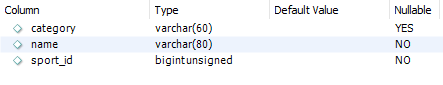 Column Type Default Value Nullable
category varchar(60) YES
name varchar(80) NO
sport_id bigintunsigned NO